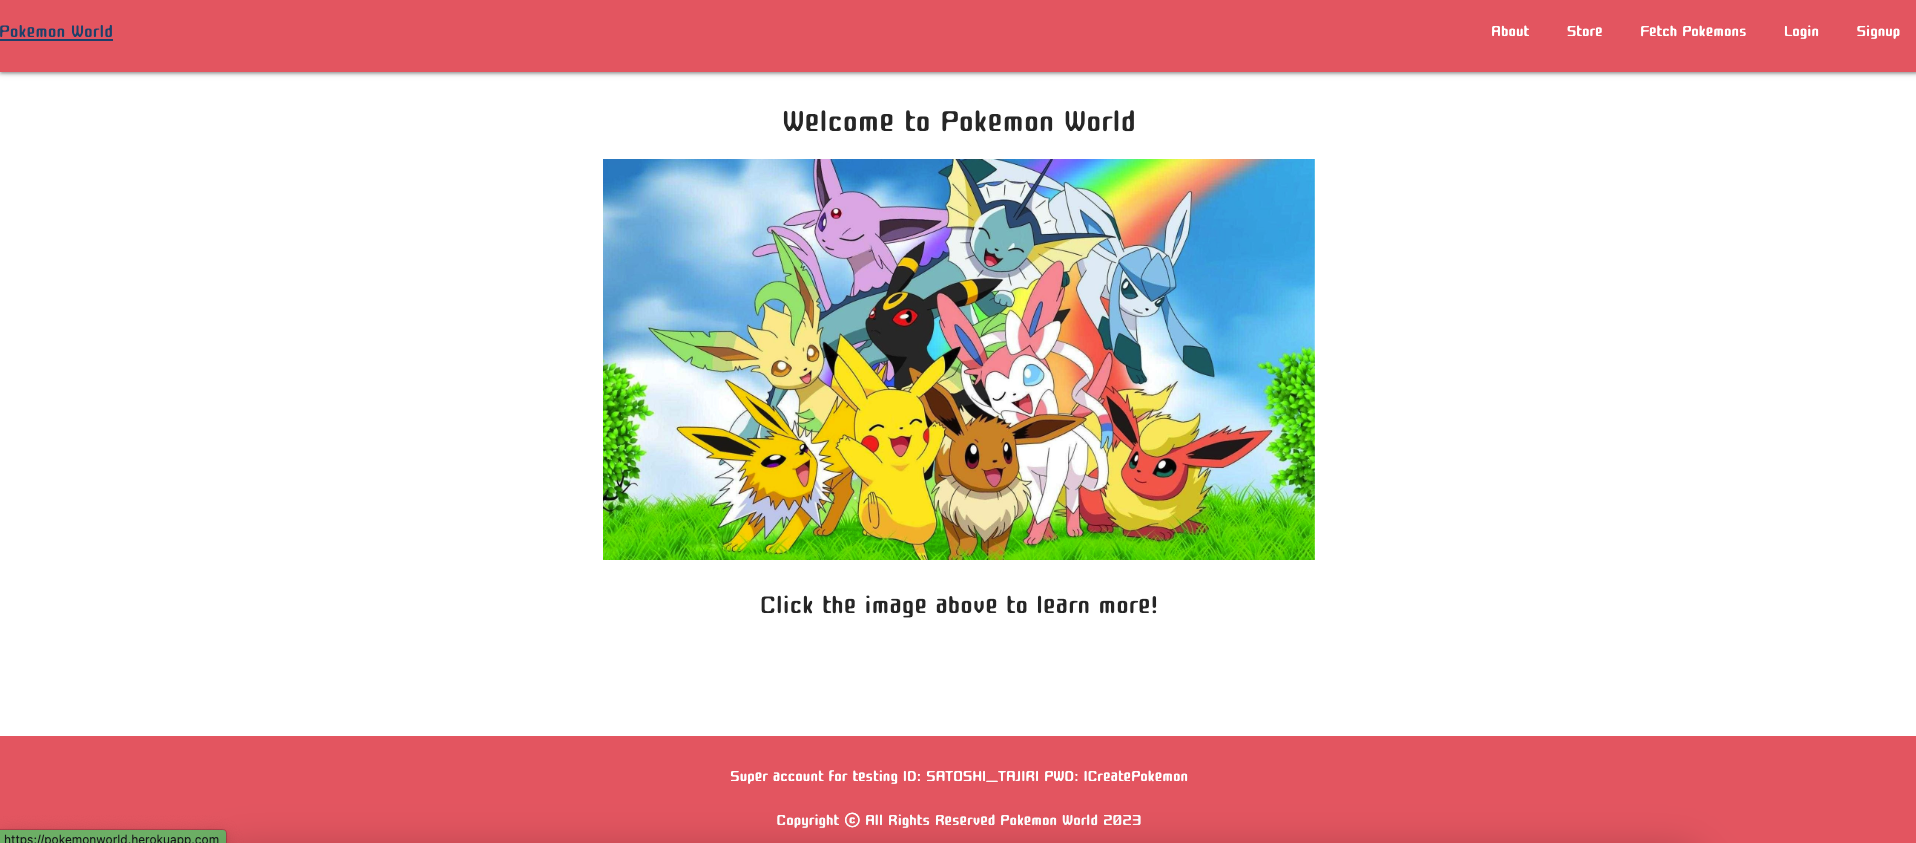 Pokemon World
About Store Fetch Pokemons Login Signup
Welcome to Pokemon World
Click the image above to learn more!
Super account for testing ID: SATOSHI_TAJIRI PWD: ICreatePokemon
Copyright © All Rights Reserved Pokemon World 2023
https://pokemonworld.herokuapp.com